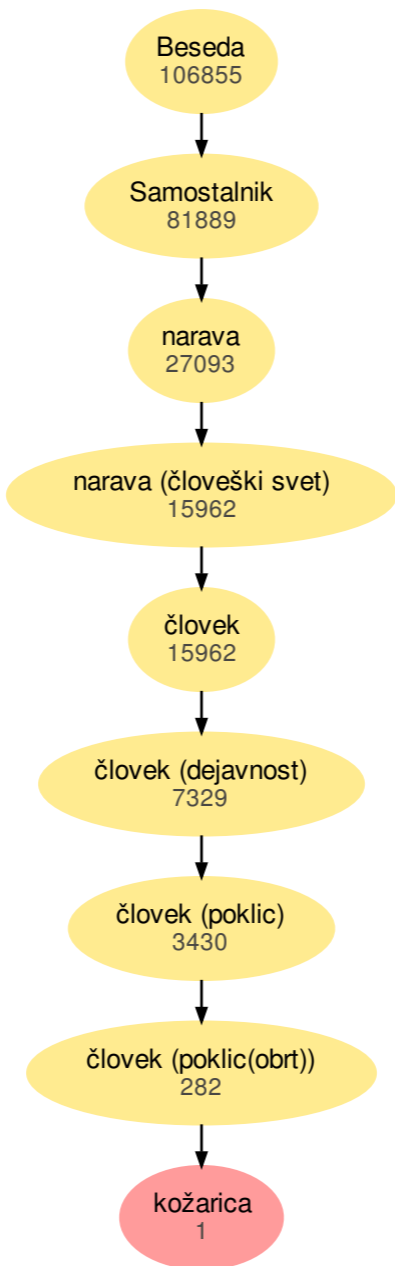 Beseda
106855
Samostalnik
81889
narava
27093
narava (človeški svet)
15962
človek
15962
človek (dejavnost)
7329
človek (poklic)
3430
človek (poklic(obrt))
282
kožarica
1